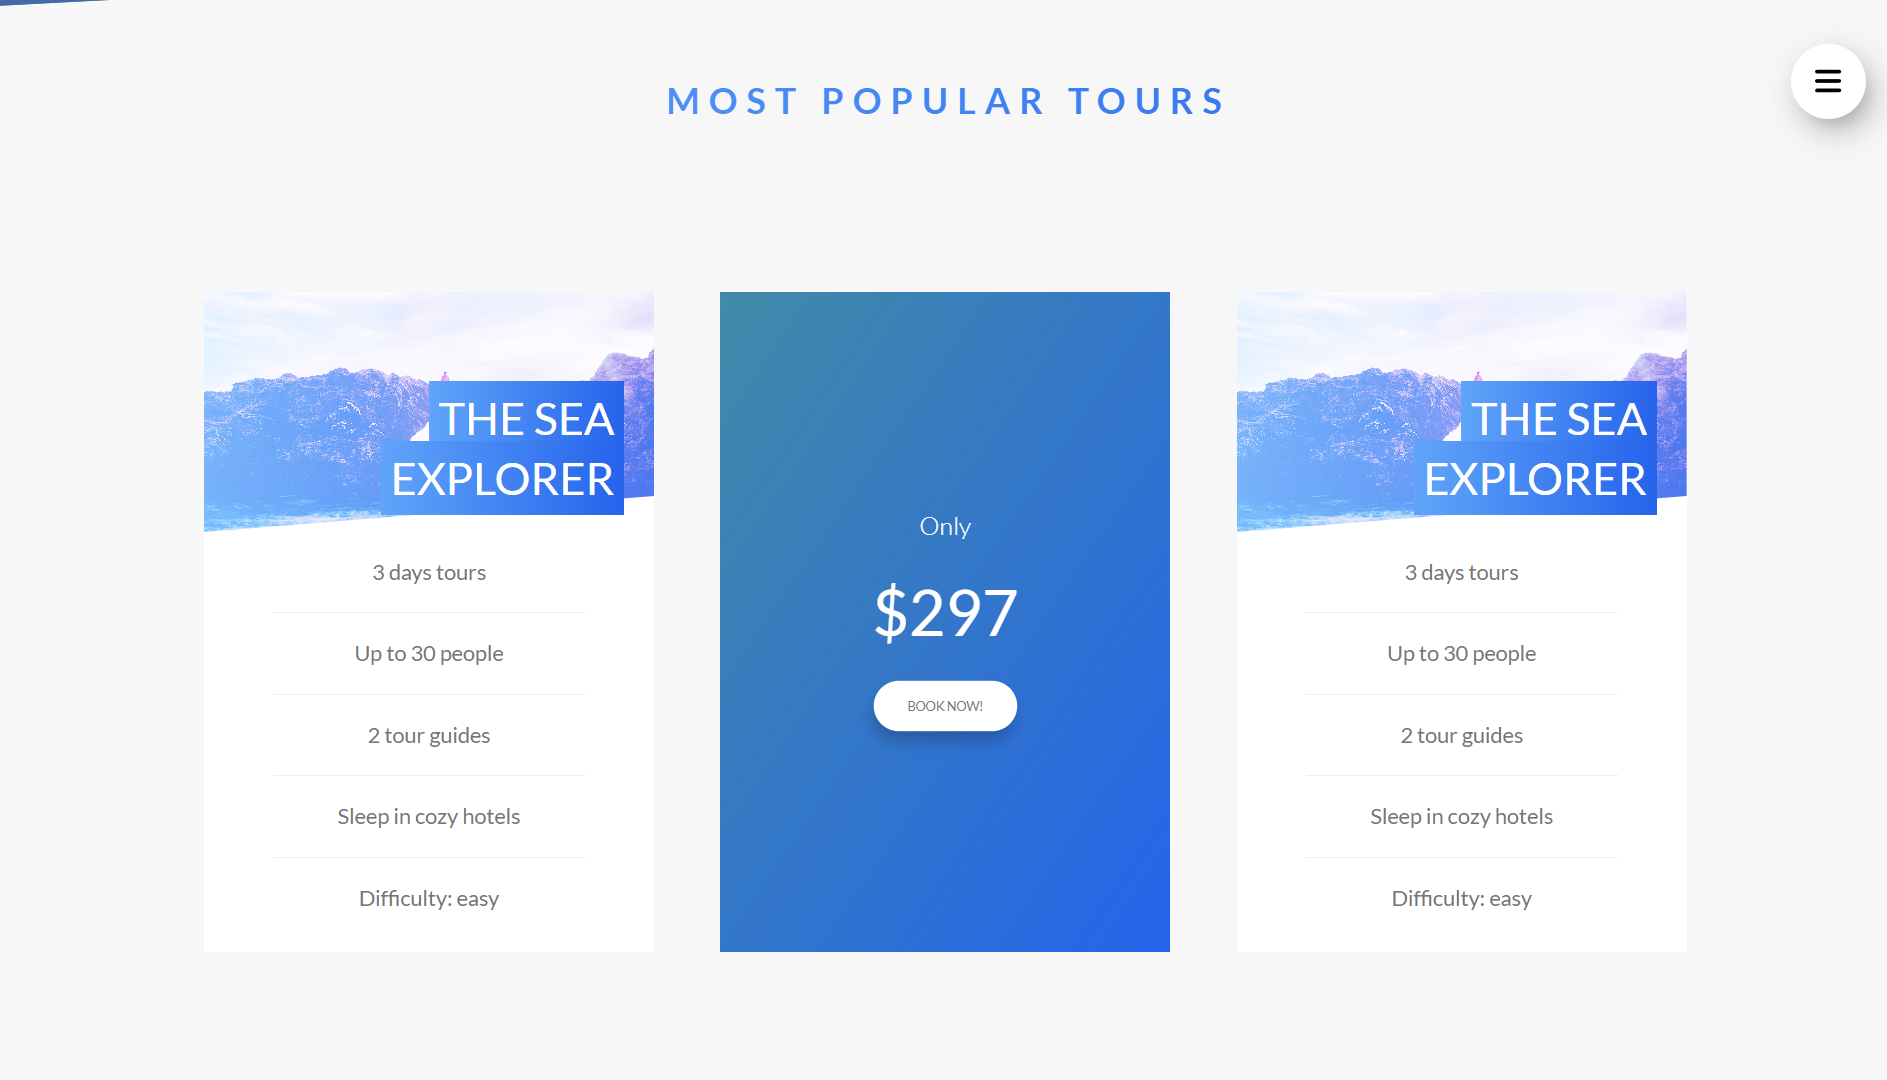 MOST POPULAR TOURS
THE SEA
EXPLORER
3 days tours
Up to 30 people
2 tour guides
Sleep in cozy hotels
Difficulty: easy
Only
$297
BOOK NOW!
THE SEA
EXPLORER
3 days tours
Up to 30 people
2 tour guides
Sleep in cozy hotels
Difficulty: easy